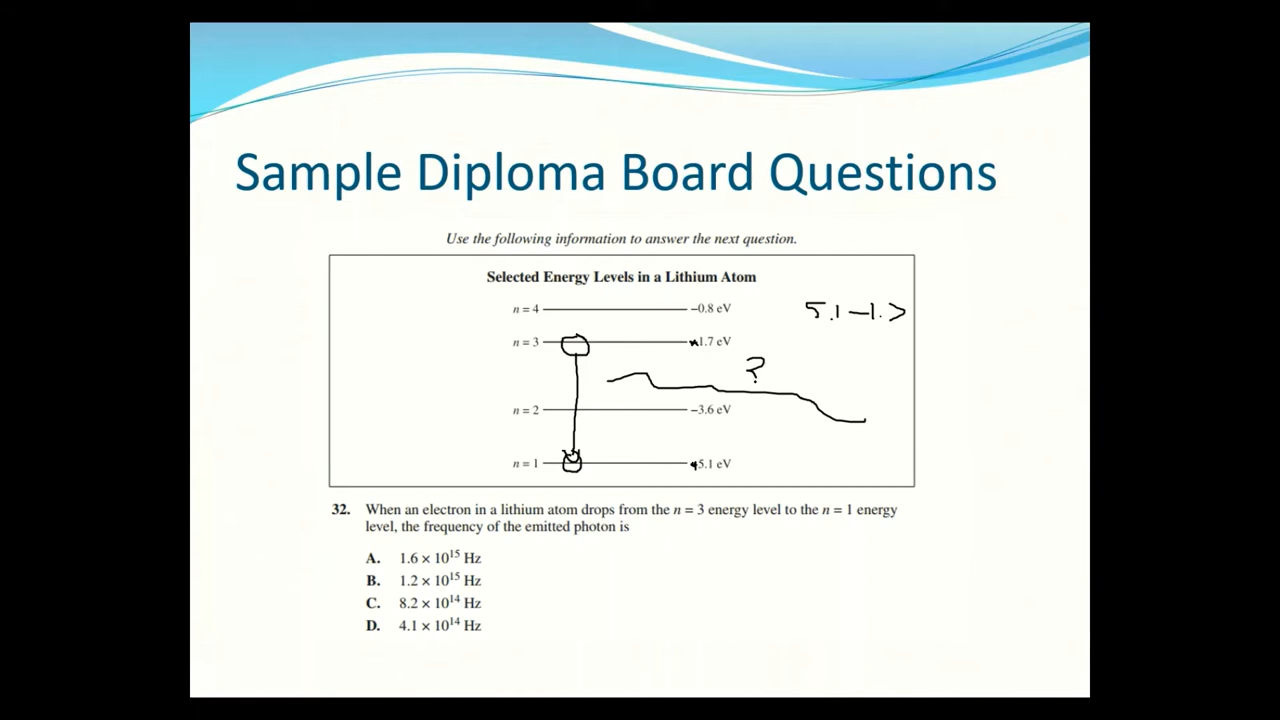 Sample Diploma Board Questions
Use the following information to answer the next question.
Selected Energy Levels in a Lithium Atom
n = 4 –0.8 eV
5.1 – 1.7
n = 3 1.7 eV
?
n = 2 –3.6 eV
n = 1 5.1 eV
32. When an electron in a lithium atom drops from the n = 3 energy level to the n = 1 energy
level, the frequency of the emitted photon is
A. 1.6 × 10¹⁵ Hz
B. 1.2 × 10¹⁵ Hz
C. 8.2 × 10¹⁴ Hz
D. 4.1 × 10¹⁴ Hz